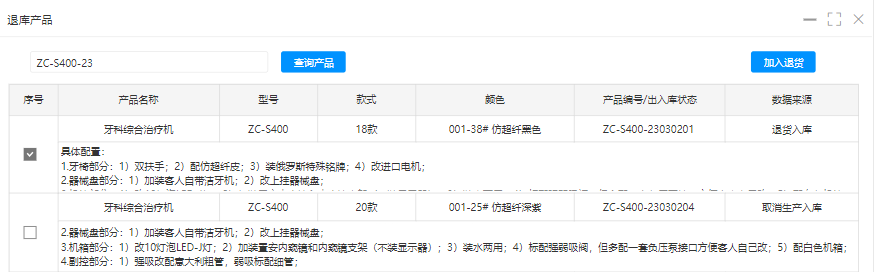 退库产品
ZC-S400-23
查询产品
加入退货
序号 产品名称 型号 款式 颜色 产品编号/出入库状态 数据来源
牙科综合治疗机 ZC-S400 18款 001-38# 仿超纤黑色 ZC-S400-23030201 退货入库
具体配置：
1.牙椅部分：1）双扶手；2）配仿超纤皮；3）装俄罗斯特殊铭牌；4）改进口电机；
2.器械盘部分：1）加装客人自带洁牙机；2）改上挂器械盘；
牙科综合治疗机 ZC-S400 20款 001-25# 仿超纤深紫 ZC-S400-23030204 取消生产入库
2.器械盘部分：1）加装客人自带洁牙机；2）改上挂器械盘；
3.机箱部分：1）改10灯泡LED-J灯；2）加装董安内窥镜和内窥镜支架（不装显示器）；3）装水两用；4）标配强弱吸阀，但多配一套负压泵接口方便客人自己改；5）配白色机箱；
4.副控部分：1）强吸改配意大利粗管，弱吸标配细管；